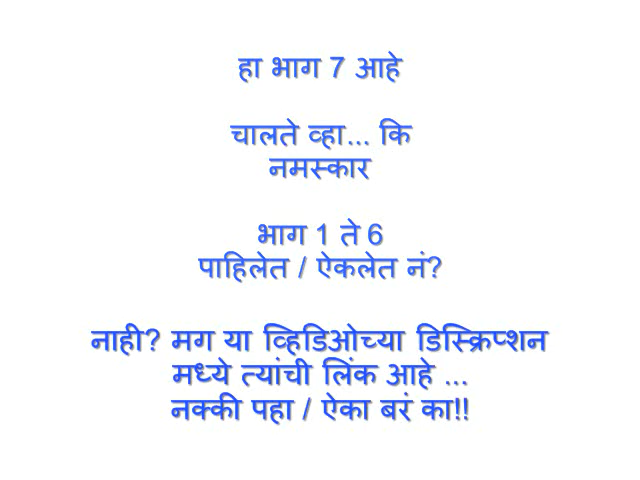 हा भाग 7 आहे
चालते व्हा... कि
नमस्कार
भाग 1 ते 6
पाहिलेत / ऐकलेत नं?
नाही? मग या व्हिडिओच्या डिस्क्रिप्शन
मध्ये त्यांची लिंक आहे ...
नक्की पहा / ऐका बरं का!!